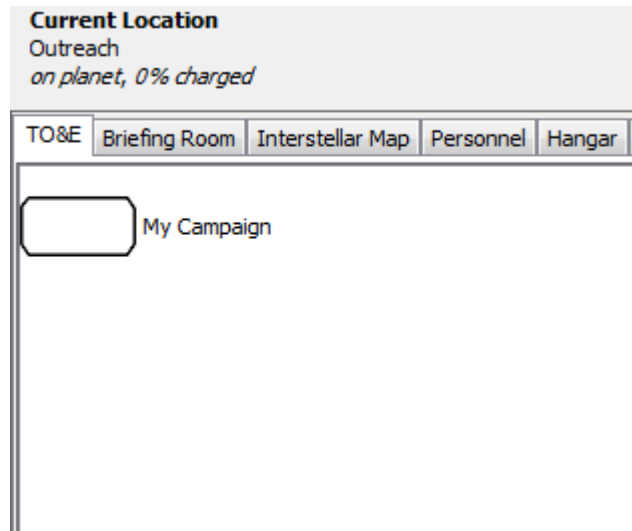 Current Location
Outreach
on planet, 0% charged
TO&E Briefing Room Interstellar Map Personnel Hangar
My Campaign